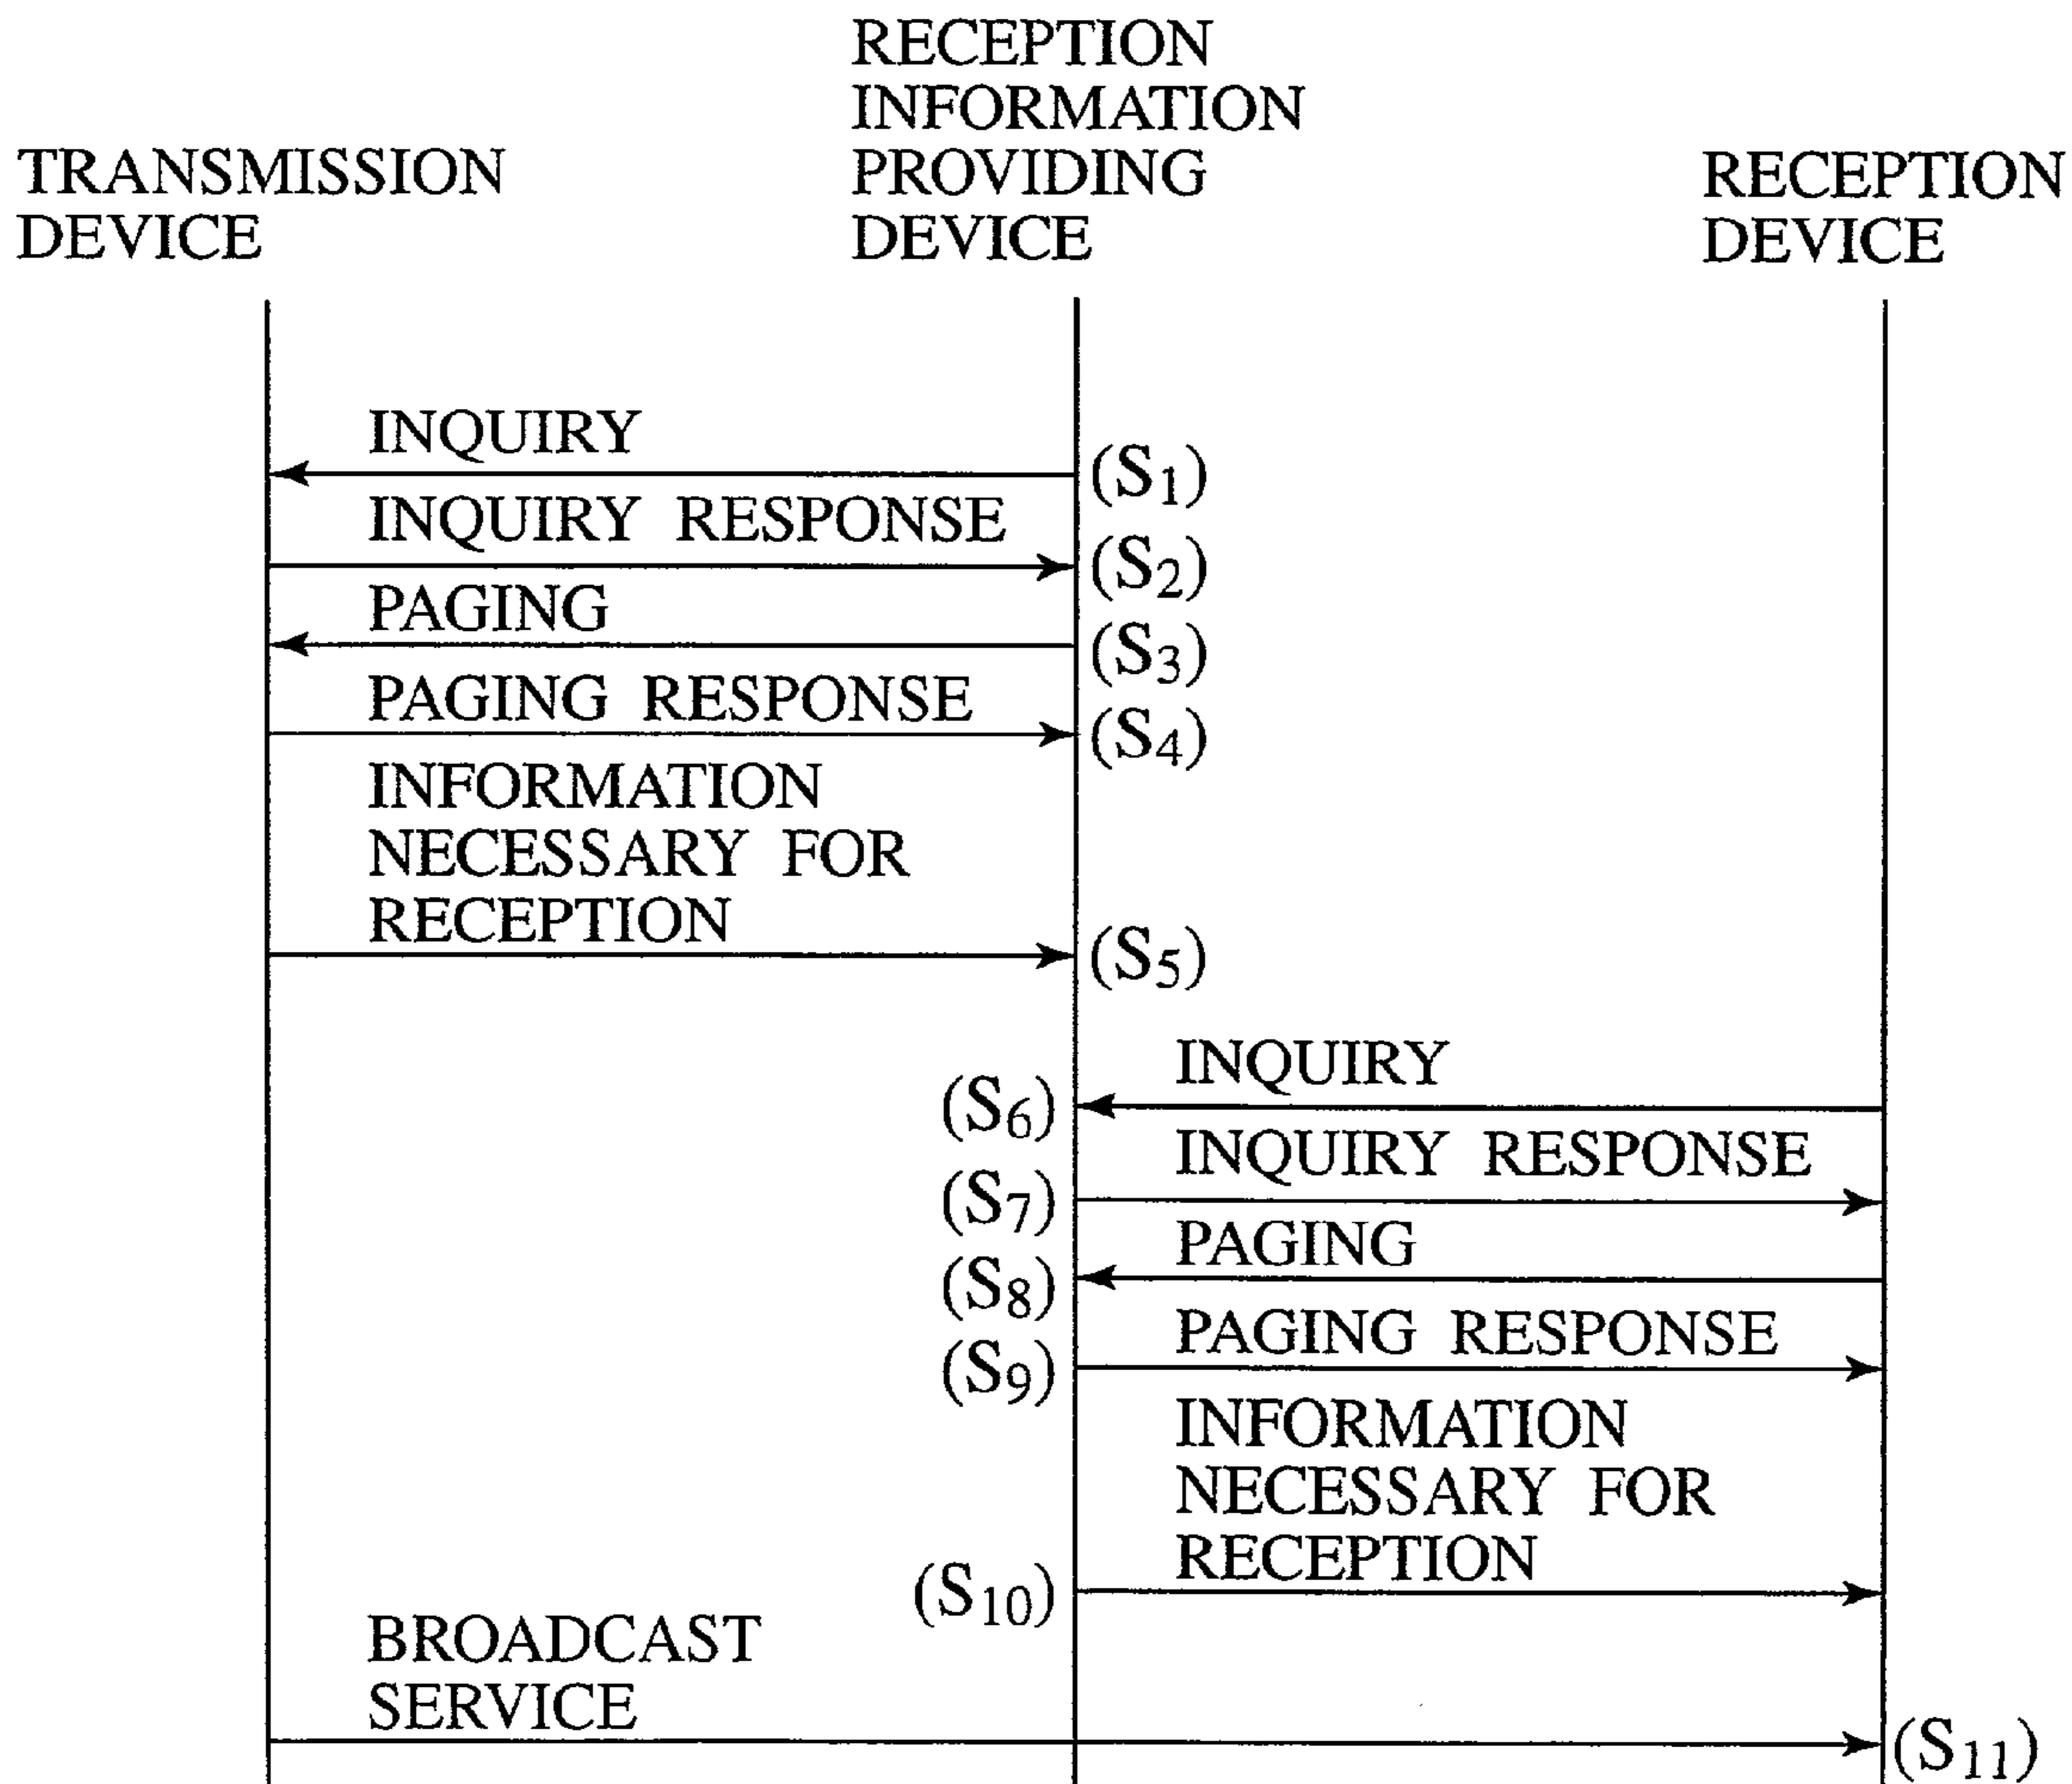 TRANSMISSION
DEVICE
RECEPTION
INFORMATION
PROVIDING
DEVICE
RECEPTION
DEVICE
INQUIRY
(S1)
INQUIRY RESPONSE
(S2)
PAGING
(S3)
PAGING RESPONSE
(S4)
INFORMATION
NECESSARY FOR
RECEPTION
(S5)
INQUIRY
(S6)
INQUIRY RESPONSE
(S7)
PAGING
(S8)
PAGING RESPONSE
(S9)
INFORMATION
NECESSARY FOR
RECEPTION
(S10)
BROADCAST
SERVICE
(S11)